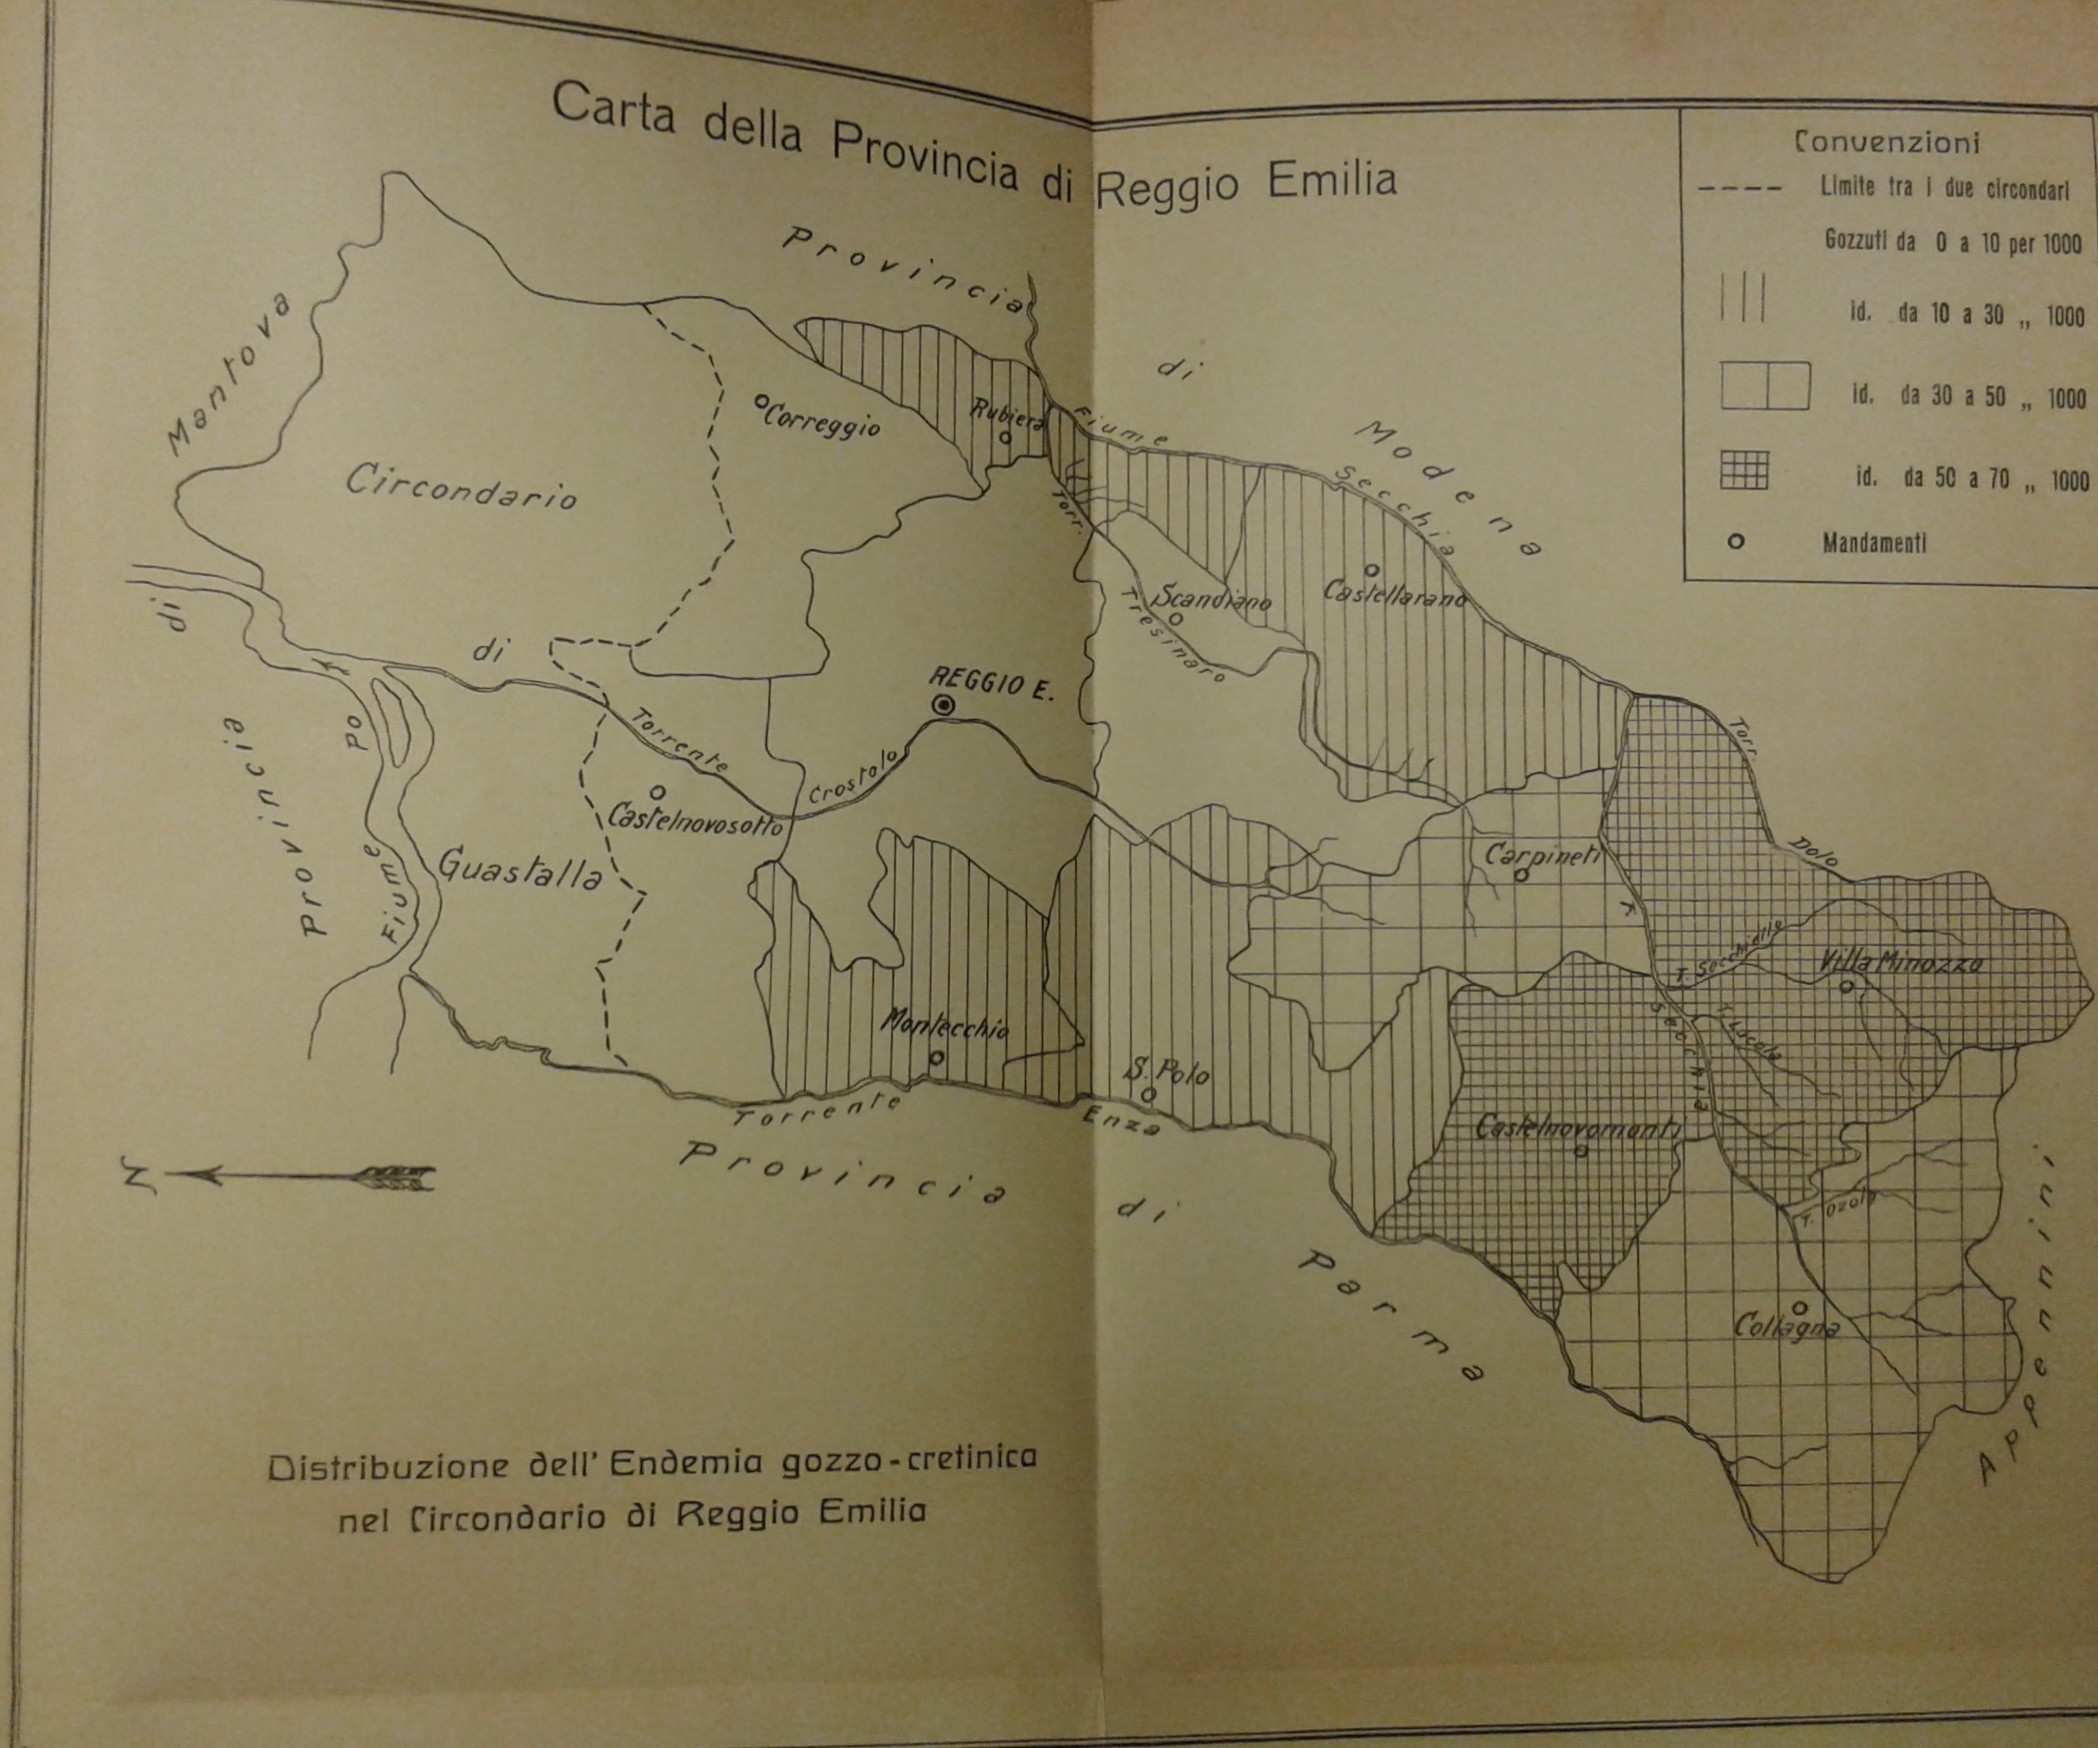 Carta della Provincia di Reggio Emilia
Convenzioni
Limite tra i due circondari
Gozzuti da 0 a 10 per 1000
id. da 10 a 30 „ 1000
id. da 30 a 50 „ 1000
id. da 50 a 70 „ 1000
Mandamenti
Provincia di Modena
Provincia di Mantova
Circondario di Guastalla
Correggio
Rubiera
Fiume Secchia
Torr. Tresinaro
Scandiano
Castellarano
REGGIO E.
Torrente Crostolo
Castelnovosotto
Fiume Po
Torr. Dolo
Carpineti
T. Secchiello
Villa Minozzo
Secchia
T. Lucola
Montecchio
S. Polo
Torrente Enza
Castelnovomonti
T. Ozola
Collagna
Appennini
Provincia di Parma
N
Distribuzione dell' Endemia gozzo-cretinica
nel Circondario di Reggio Emilia